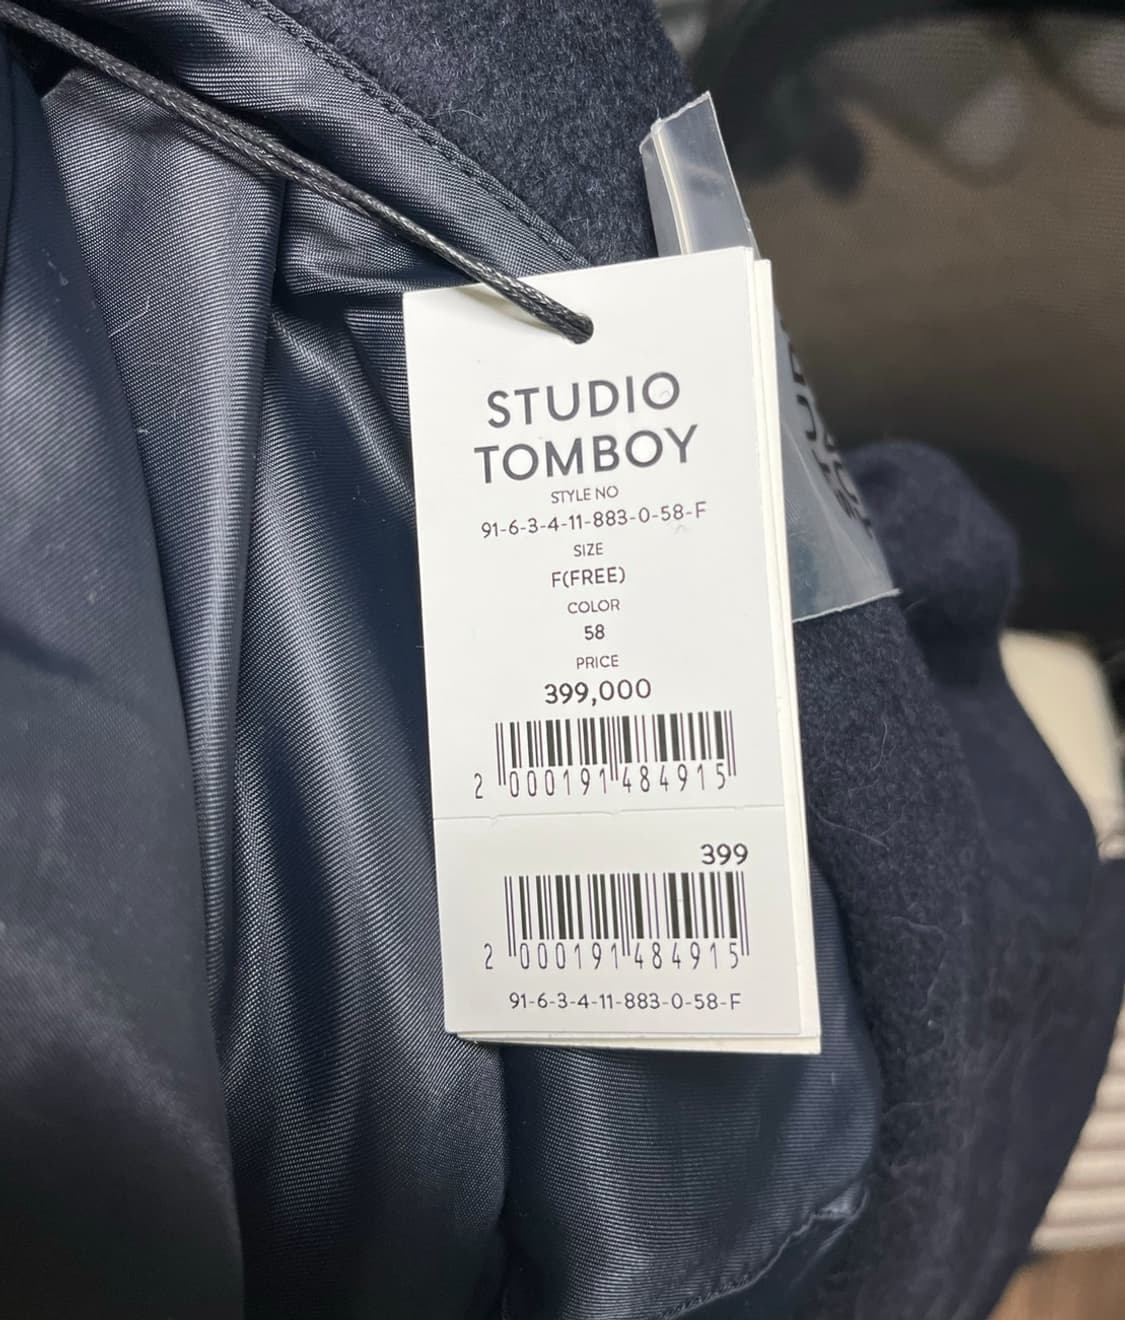 STUDIO
TOMBOY
STYLE NO
91-6-3-4-11-883-0-58-F
SIZE
F(FREE)
COLOR
58
PRICE
399,000
2 000191 484915
399
2 000191 484915
91-6-3-4-11-883-0-58-F